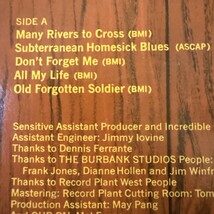 SIDE A
Many Rivers to Cross (BMI)
Subterranean Homesick Blues (ASCAP)
Don't Forget Me (BMI)
All My Life (BMI)
Old Forgotten Soldier (BMI)
Sensitive Assistant Producer and Incredible
Assistant Engineer: Jimmy Iovine
Thanks to Dennis Ferrante
Thanks to THE BURBANK STUDIOS People:
Frank Jones, Dianne Hollen and Jim Winfr
Thanks to Record Plant West People
Mastering: Record Plant Cutting Room: Tom
Production Assistant: May Pang